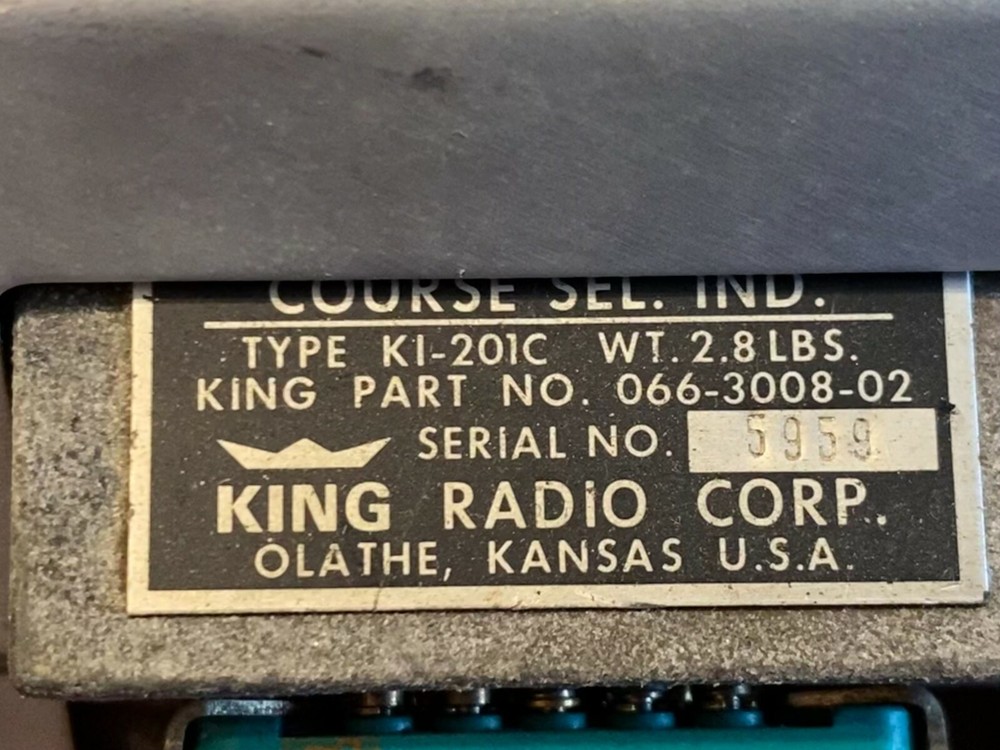 COURSE SEL. IND.
TYPE KI-201C WT. 2.8 LBS.
KING PART NO. 066-3008-02
SERIAL NO. 5959
KING RADIO CORP.
OLATHE, KANSAS U.S.A.